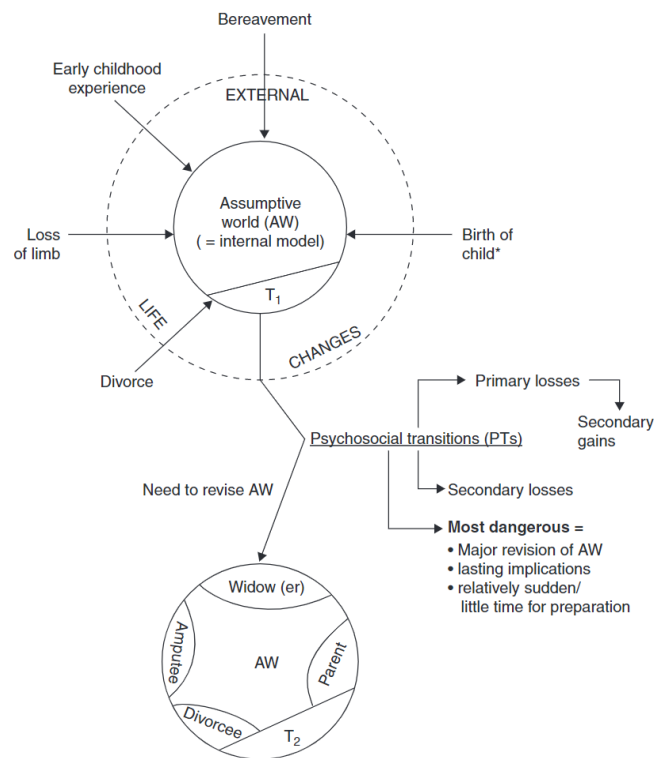 Bereavement
Early childhood
experience
EXTERNAL
Assumptive
world (AW)
( = internal model)
Loss
of limb
Birth of
child*
T1
LIFE
CHANGES
Divorce
Primary losses
Secondary
gains
Psychosocial transitions (PTs)
Need to revise AW
Secondary losses
Most dangerous =
• Major revision of AW
• lasting implications
• relatively sudden/
little time for preparation
Widow (er)
Amputee
AW
Parent
Divorcee
T2